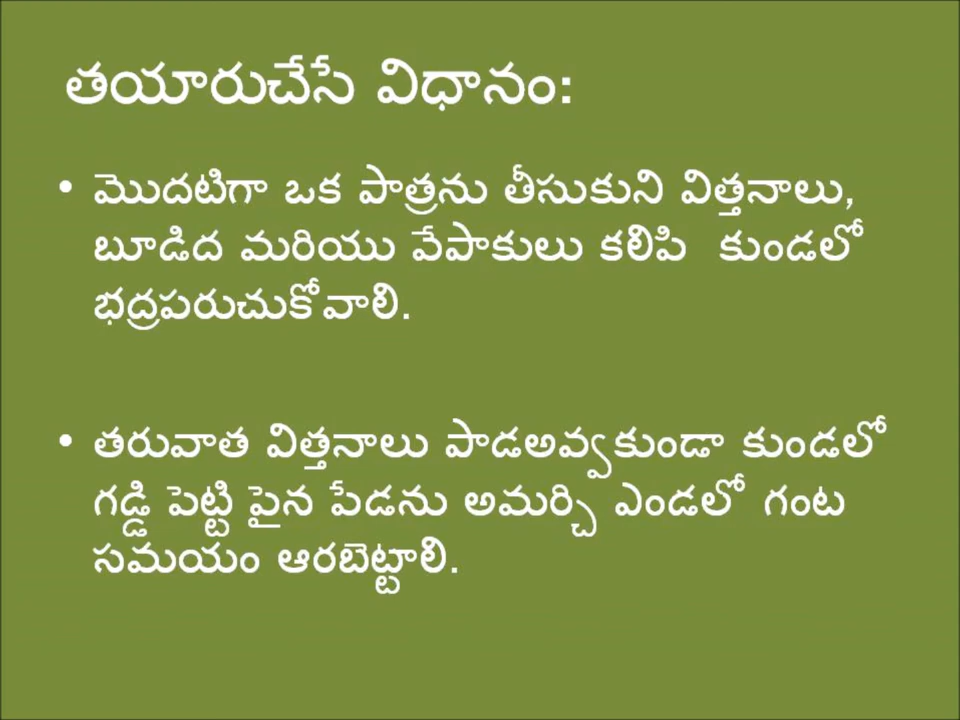 తయారుచేసే విధానం:
• మొదటిగా ఒక పాత్రను తీసుకుని విత్తనాలు,
బూడిద మరియు వేపాకులు కలిపి కుండలో
భద్రపరుచుకోవాలి.
• తరువాత విత్తనాలు పాడఅవ్వకుండా కుండలో
గడ్డి పెట్టి పైన పేడను అమర్చి ఎండలో గంట
సమయం ఆరబెట్టాలి.